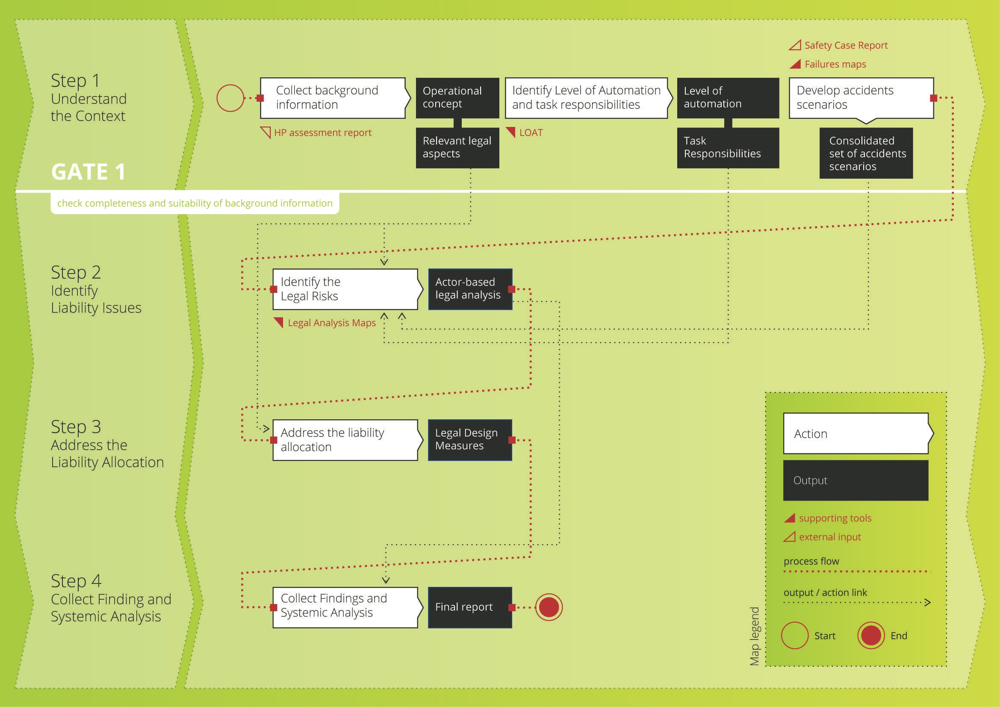 Safety Case Report
Failures maps
Step 1
Understand
the Context
Collect background
information
HP assessment report
Operational
concept
Relevant legal
aspects
Identify Level of Automation
and task responsibilities
LOAT
Level of
automation
Task
Responsibilities
Develop accidents
scenarios
Consolidated
set of accidents
scenarios
GATE 1
check completeness and suitability of background information
Step 2
Identify
Liability Issues
Identify the
Legal Risks
Legal Analysis Maps
Actor-based
legal analysis
Step 3
Address the
Liability Allocation
Address the liability
allocation
Legal Design
Measures
Step 4
Collect Finding and
Systemic Analysis
Collect Findings and
Systemic Analysis
Final report
Map legend
Action
Output
supporting tools
external input
process flow
output / action link
Start
End